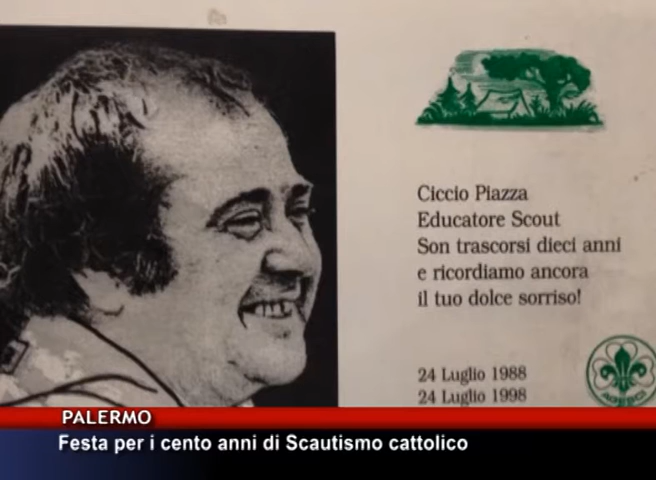 Ciccio Piazza
Educatore Scout
Son trascorsi dieci anni
e ricordiamo ancora
il tuo dolce sorriso!
24 Luglio 1988
24 Luglio 1998
AGESCI
PALERMO
Festa per i cento anni di Scautismo cattolico